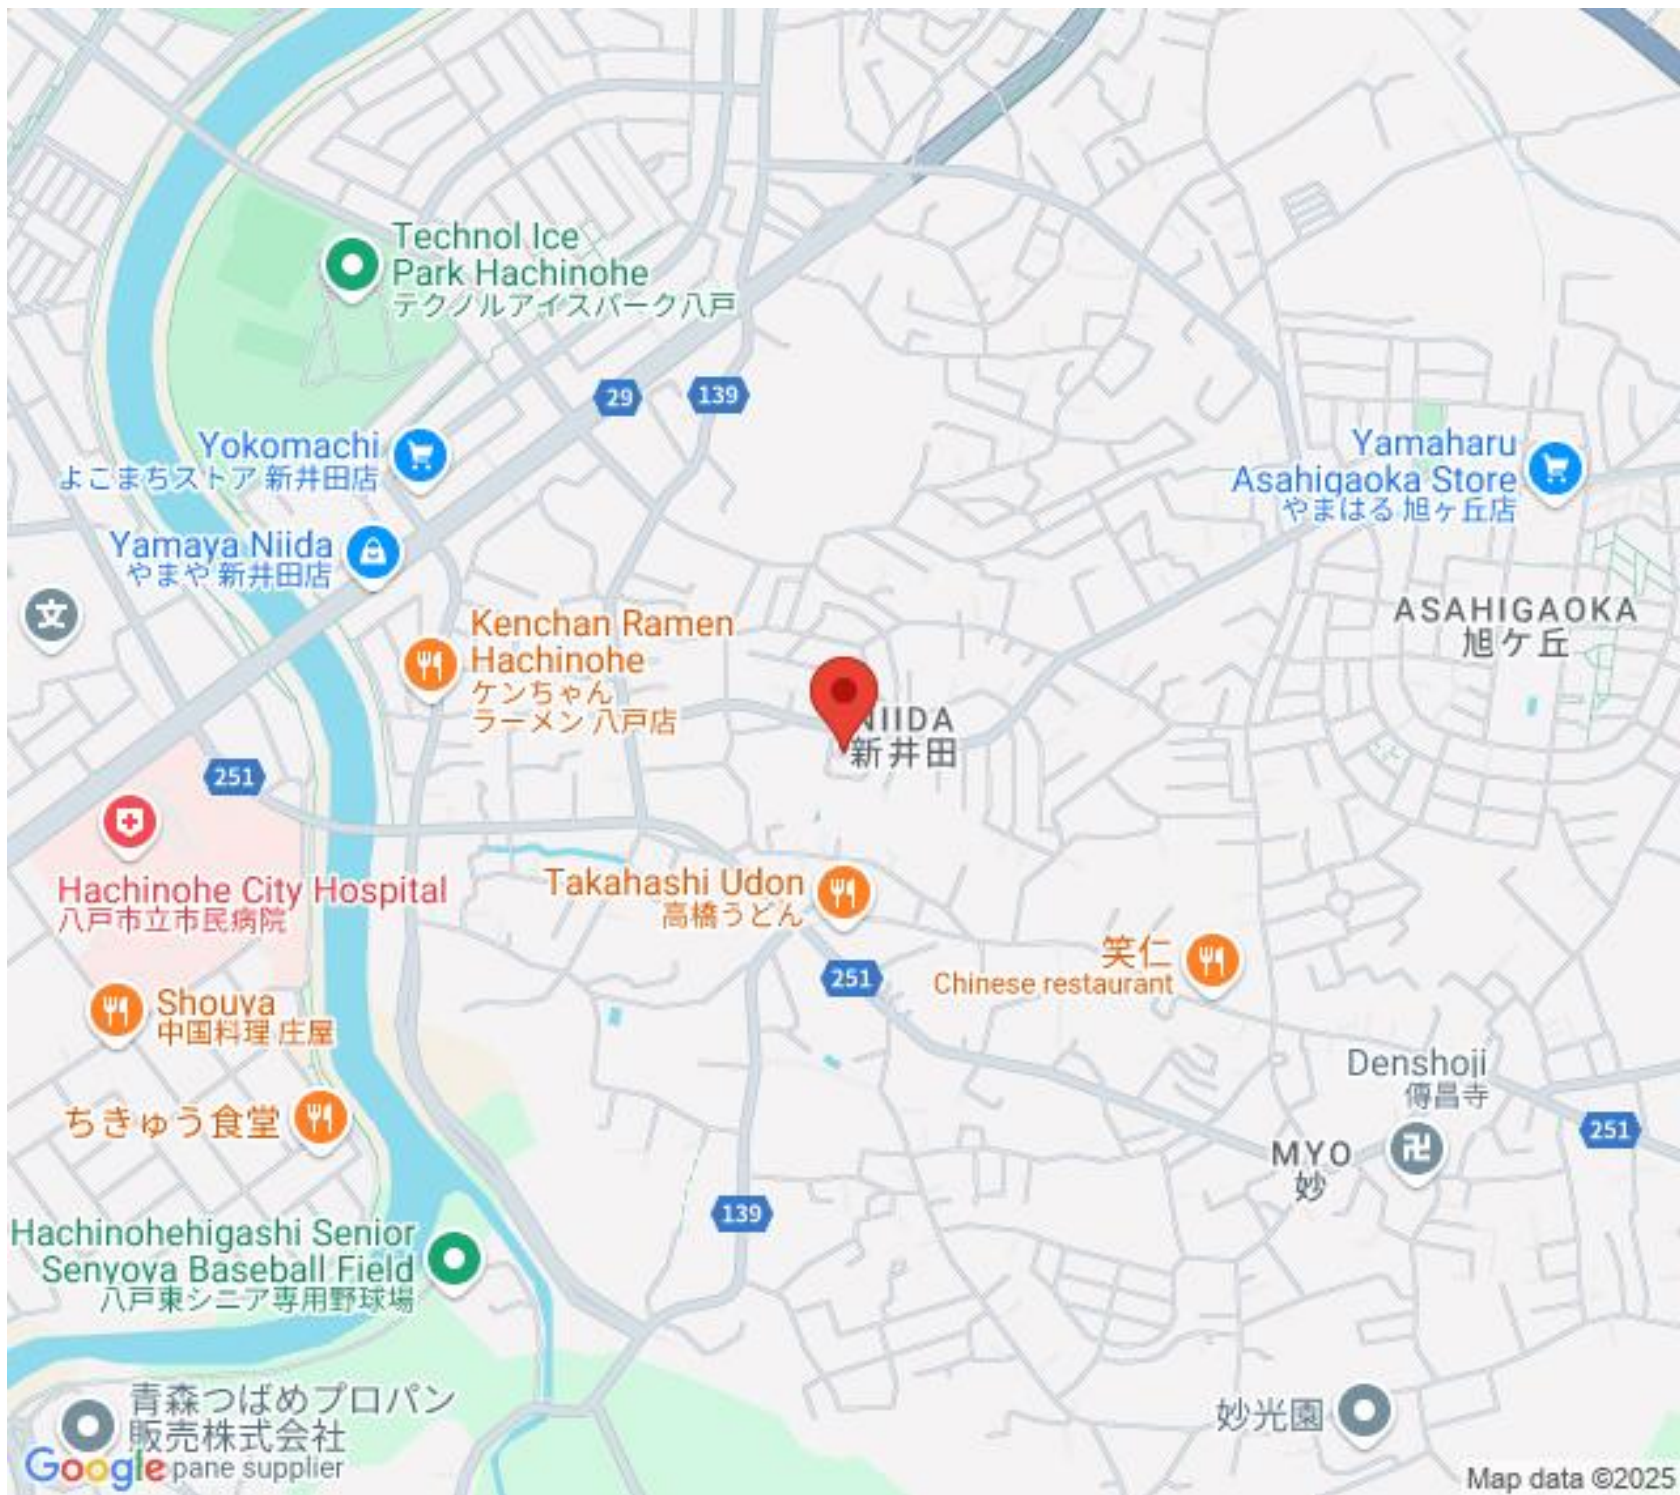 Technol Ice
Park Hachinohe
テクノルアイスパーク八戸
29
139
Yokomachi
よこまちストア 新井田店
Yamaharu
Asahigaoka Store
やまはる 旭ヶ丘店
Yamaya Niida
やまや 新井田店
文
ASAHIGAOKA
旭ケ丘
Kenchan Ramen
Hachinohe
ケンちゃん
ラーメン 八戸店
NIIDA
新井田
251
Hachinohe City Hospital
八戸市立市民病院
Takahashi Udon
高橋うどん
笑仁
Chinese restaurant
251
Shouya
中国料理 庄屋
Denshoji
傳昌寺
ちきゅう食堂
251
MYO
妙
139
Hachinohehigashi Senior
Senyova Baseball Field
八戸東シニア専用野球場
青森つばめプロパン
販売株式会社
pane supplier
妙光園
Google
Map data ©2025